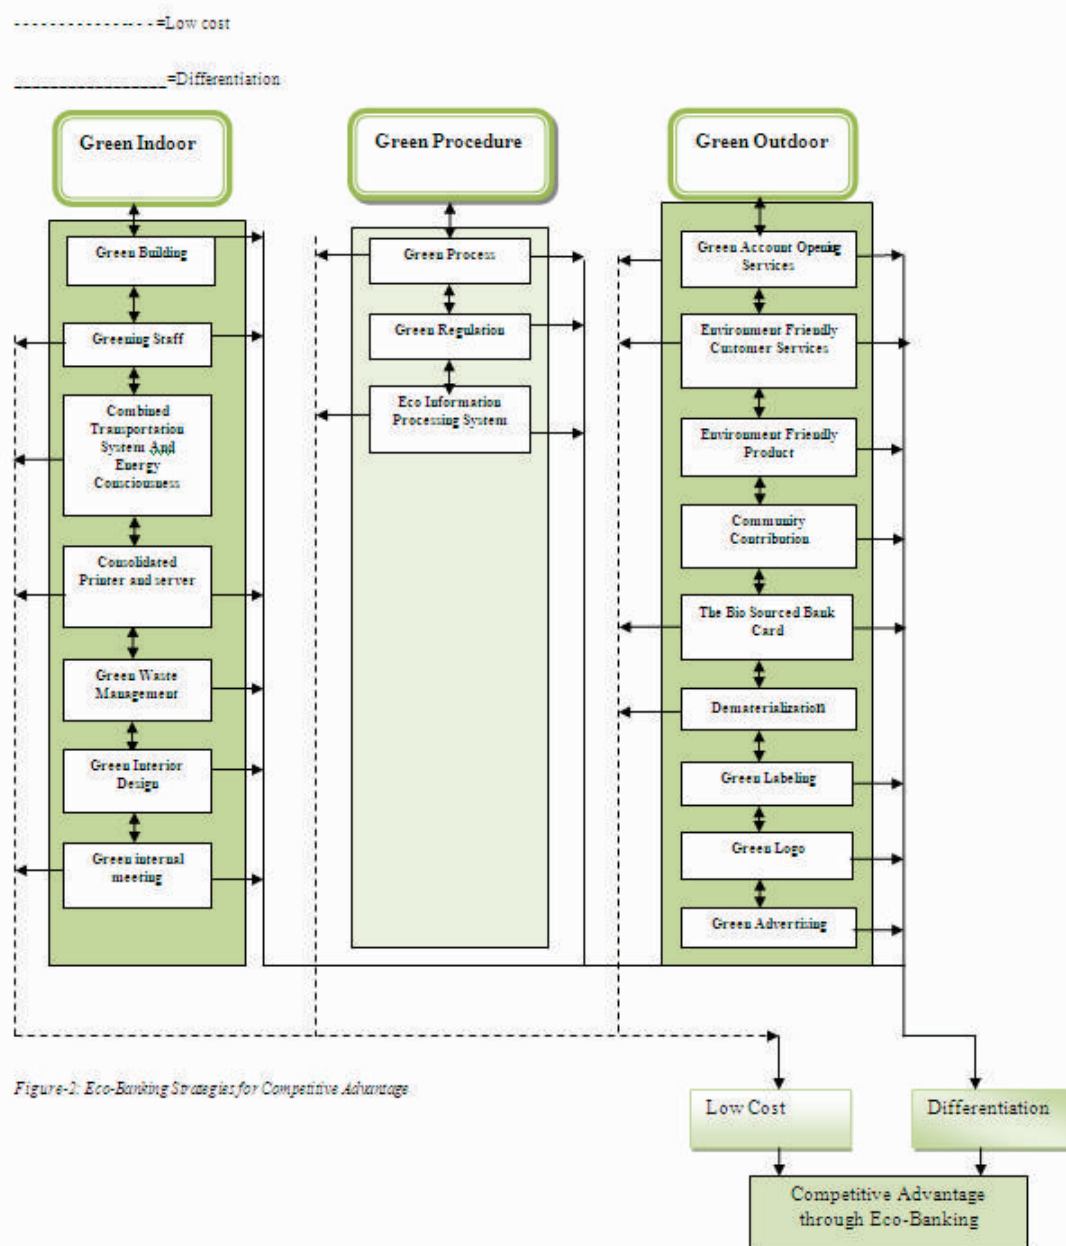 - - - - - - - - - - - - - - - - =Low cost
_________________=Differentiation
Green Indoor
Green Building
Greening Staff
Combined
Transportation
System And
Energy
Consciousness
Consolidated
Printer and server
Green Waste
Management
Green Interior
Design
Green internal
meeting
Green Procedure
Green Process
Green Regulation
Eco Information
Processing System
Green Outdoor
Green Account Opening
Services
Environment Friendly
Customer Services
Environment Friendly
Product
Community
Contribution
The Bio Sourced Bank
Card
Dematerialization
Green Labeling
Green Logo
Green Advertising
Figure-2: Eco-Banking Strategies for Competitive Advantage
Low Cost
Differentiation
Competitive Advantage
through Eco-Banking